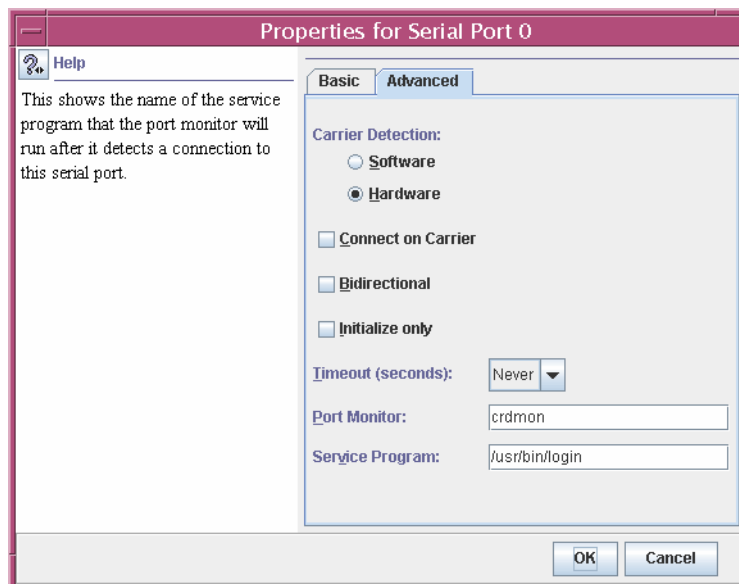 Properties for Serial Port 0
Help
This shows the name of the service
program that the port monitor will
run after it detects a connection to
this serial port.
Basic
Advanced
Carrier Detection:
Software
Hardware
Connect on Carrier
Bidirectional
Initialize only
Timeout (seconds): Never
Port Monitor: crdmon
Service Program: /usr/bin/login
OK
Cancel